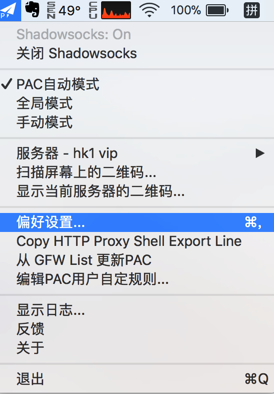 SEN 49° CPU 100% 拼
Shadowsocks: On
关闭 Shadowsocks
PAC自动模式
全局模式
手动模式
服务器 - hk1 vip
扫描屏幕上的二维码...
显示当前服务器的二维码...
偏好设置... ⌘,
Copy HTTP Proxy Shell Export Line
从 GFW List 更新PAC
编辑PAC用户自定规则...
显示日志...
反馈
关于
退出 ⌘Q